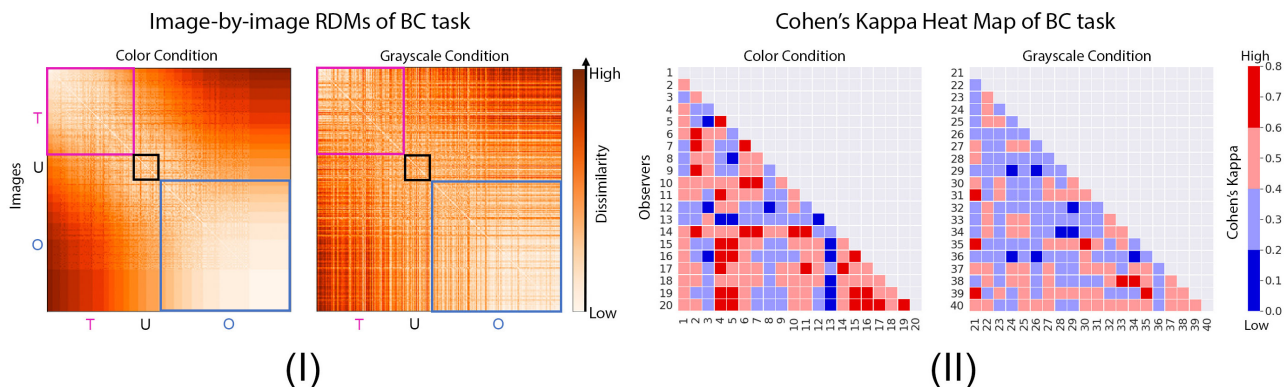 Image-by-image RDMs of BC task
Color Condition
Grayscale Condition
Images
T
U
O
T U O
T U O
High
Dissimilarity
Low
(I)
Cohen's Kappa Heat Map of BC task
Color Condition
Grayscale Condition
Observers
1
2
3
4
5
6
7
8
9
10
11
12
13
14
15
16
17
18
19
20
1 2 3 4 5 6 7 8 9 10 11 12 13 14 15 16 17 18 19 20
21
22
23
24
25
26
27
28
29
30
31
32
33
34
35
36
37
38
39
40
21 22 23 24 25 26 27 28 29 30 31 32 33 34 35 36 37 38 39 40
High
0.8
0.7
0.6
0.5
0.4
0.3
0.2
0.1
0.0
Low
Cohen's Kappa
(II)